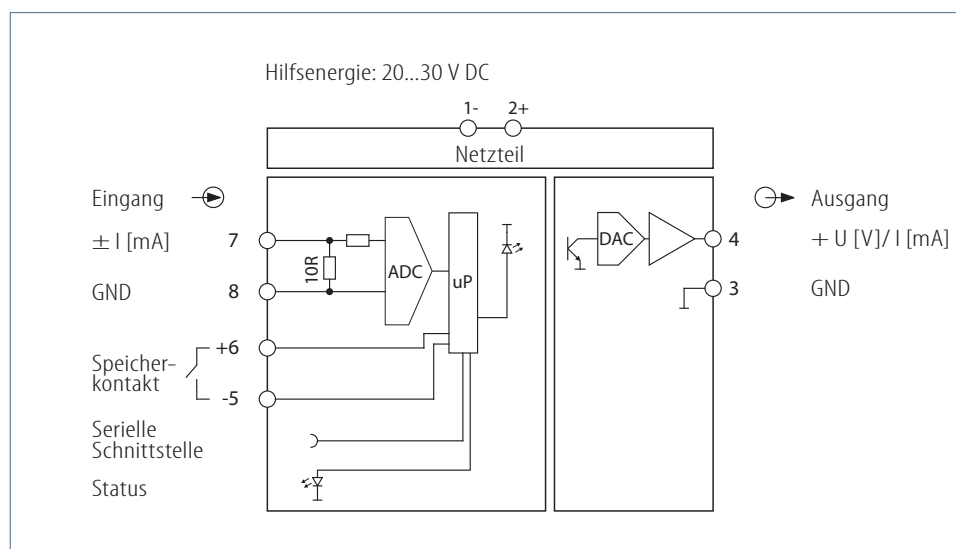 Hilfsenergie: 20...30 V DC
1-
2+
Netzteil
Eingang
Ausgang
± I [mA]
7
10R
ADC
uP
DAC
4
+ U [V]/ I [mA]
GND
8
3
GND
+6
Speicher-
kontakt
-5
Serielle
Schnittstelle
Status